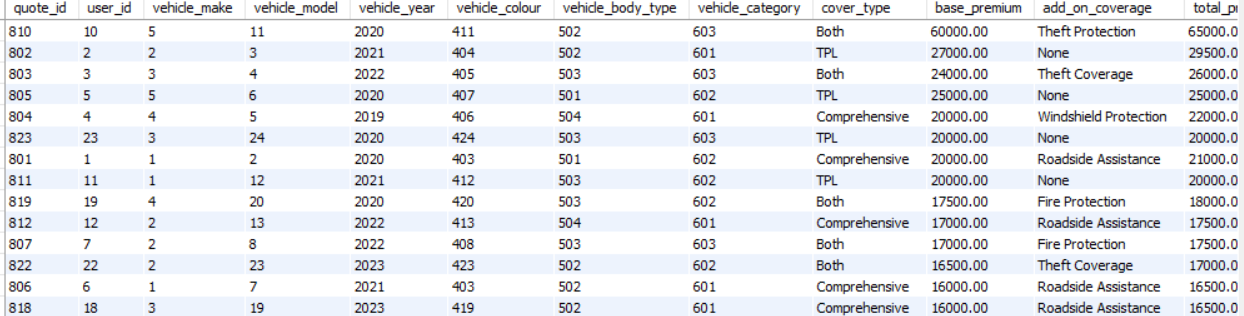 quote_id user_id vehicle_make vehicle_model vehicle_year vehicle_colour vehicle_body_type vehicle_category cover_type base_premium add_on_coverage total_p
810 10 5 11 2020 411 502 603 Both 60000.00 Theft Protection 65000.0
802 2 2 3 2021 404 502 601 TPL 27000.00 None 29500.0
803 3 3 4 2022 405 503 603 Both 24000.00 Theft Coverage 26000.0
805 5 5 6 2020 407 501 602 TPL 25000.00 None 25000.0
804 4 4 5 2019 406 504 601 Comprehensive 20000.00 Windshield Protection 22000.0
823 23 3 24 2020 424 503 603 TPL 20000.00 None 20000.0
801 1 1 2 2020 403 501 602 Comprehensive 20000.00 Roadside Assistance 21000.0
811 11 1 12 2021 412 503 602 TPL 20000.00 None 20000.0
819 19 4 20 2020 420 503 602 Both 17500.00 Fire Protection 18000.0
812 12 2 13 2022 413 504 601 Comprehensive 17000.00 Roadside Assistance 17500.0
807 7 2 8 2022 408 503 603 Both 17000.00 Fire Protection 17500.0
822 22 2 23 2023 423 502 602 Both 16500.00 Theft Coverage 17000.0
806 6 1 7 2021 403 502 601 Comprehensive 16000.00 Roadside Assistance 16500.0
818 18 3 19 2023 419 502 601 Comprehensive 16000.00 Roadside Assistance 16500.0